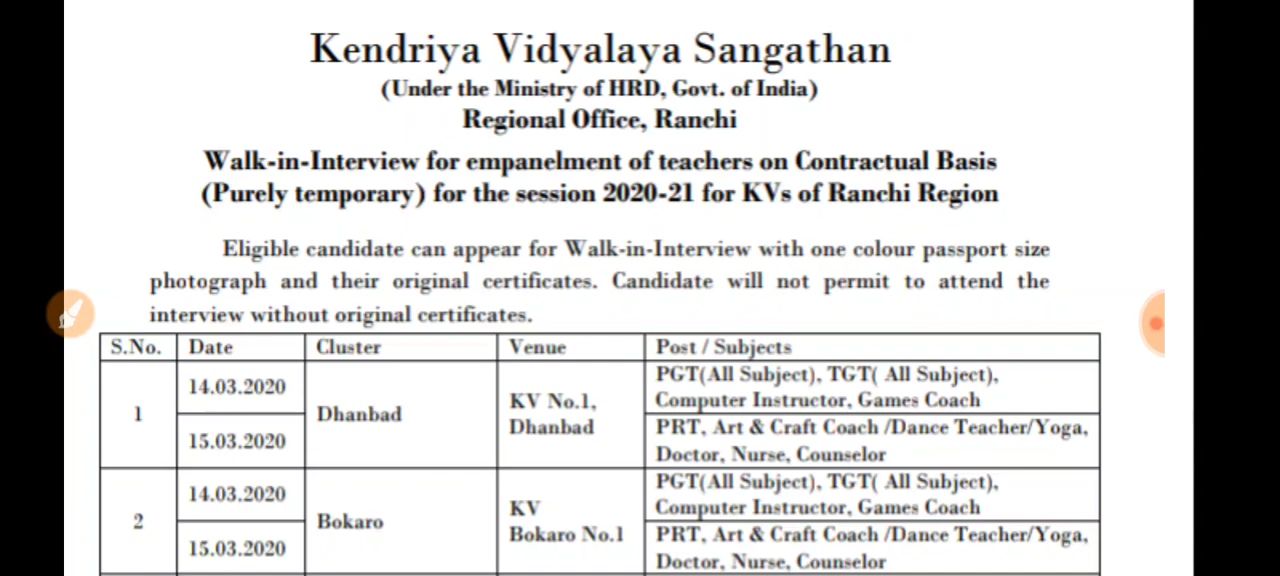 Kendriya Vidyalaya Sangathan
(Under the Ministry of HRD, Govt. of India)
Regional Office, Ranchi
Walk-in-Interview for empanelment of teachers on Contractual Basis
(Purely temporary) for the session 2020-21 for KVs of Ranchi Region
Eligible candidate can appear for Walk-in-Interview with one colour passport size
photograph and their original certificates. Candidate will not permit to attend the
interview without original certificates.
S.No. Date Cluster Venue Post / Subjects
1
14.03.2020
Dhanbad
KV No.1,
Dhanbad
PGT(All Subject), TGT( All Subject),
Computer Instructor, Games Coach
15.03.2020
PRT, Art & Craft Coach /Dance Teacher/Yoga,
Doctor, Nurse, Counselor
2
14.03.2020
Bokaro
KV
Bokaro No.1
PGT(All Subject), TGT( All Subject),
Computer Instructor, Games Coach
15.03.2020
PRT, Art & Craft Coach /Dance Teacher/Yoga,
Doctor, Nurse, Counselor